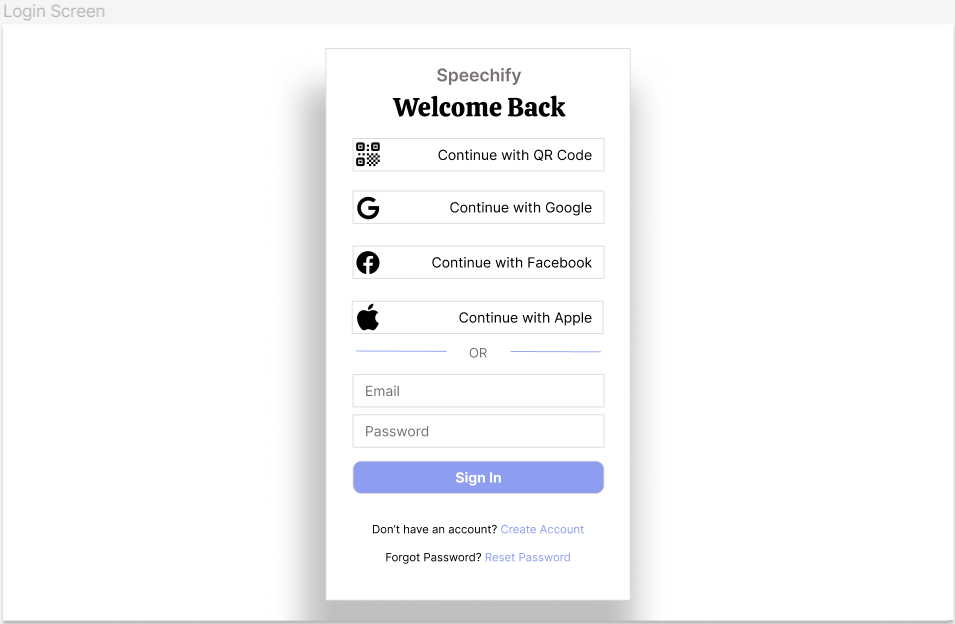 Login Screen
Speechify
Welcome Back
Continue with QR Code
Continue with Google
Continue with Facebook
Continue with Apple
OR
Email
Password
Sign In
Don't have an account? Create Account
Forgot Password? Reset Password